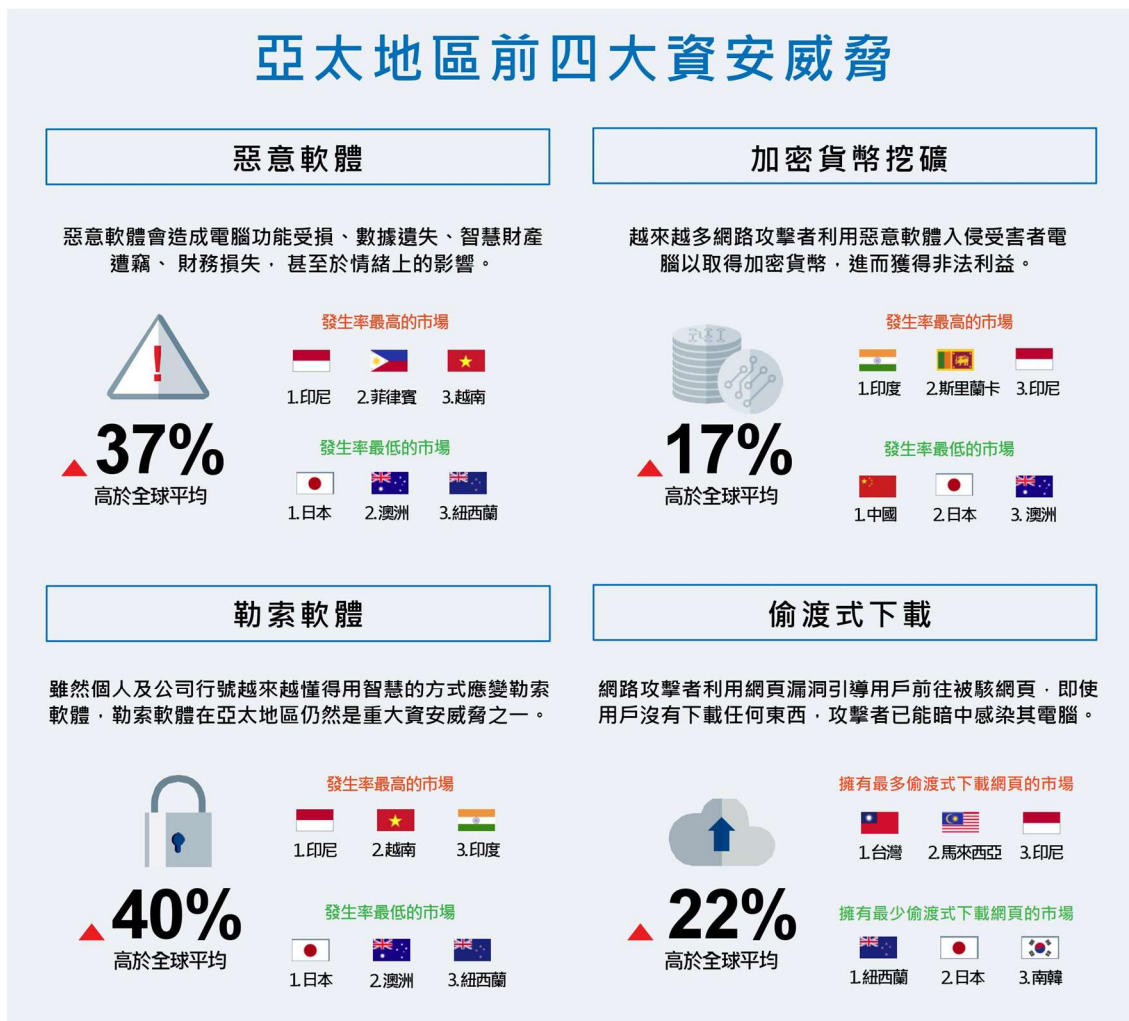 亞太地區前四大資安威脅
惡意軟體
惡意軟體會造成電腦功能受損、數據遺失、智慧財產
遭竊、 財務損失, 甚至於情緒上的影響。
發生率最高的市場
1.印尼 2.菲律賓 3.越南
37%
高於全球平均
發生率最低的市場
1.日本 2.澳洲 3.紐西蘭
加密貨幣挖礦
越來越多網路攻擊者利用惡意軟體入侵受害者電
腦以取得加密貨幣,進而獲得非法利益。
發生率最高的市場
1.印度 2.斯里蘭卡 3.印尼
17%
高於全球平均
發生率最低的市場
1.中國 2.日本 3. 澳洲
勒索軟體
雖然個人及公司行號越來越懂得用智慧的方式應變勒索
軟體,勒索軟體在亞太地區仍然是重大資安威脅之一。
發生率最高的市場
1.印尼 2.越南 3.印度
40%
高於全球平均
發生率最低的市場
1.日本 2.澳洲 3.紐西蘭
偷渡式下載
網路攻擊者利用網頁漏洞引導用戶前往被駭網頁,即使
用戶沒有下載任何東西,攻擊者已能暗中感染其電腦。
擁有最多偷渡式下載網頁的市場
1.台灣 2.馬來西亞 3.印尼
22%
高於全球平均
擁有最少偷渡式下載網頁的市場
1.紐西蘭 2.日本 3.南韓